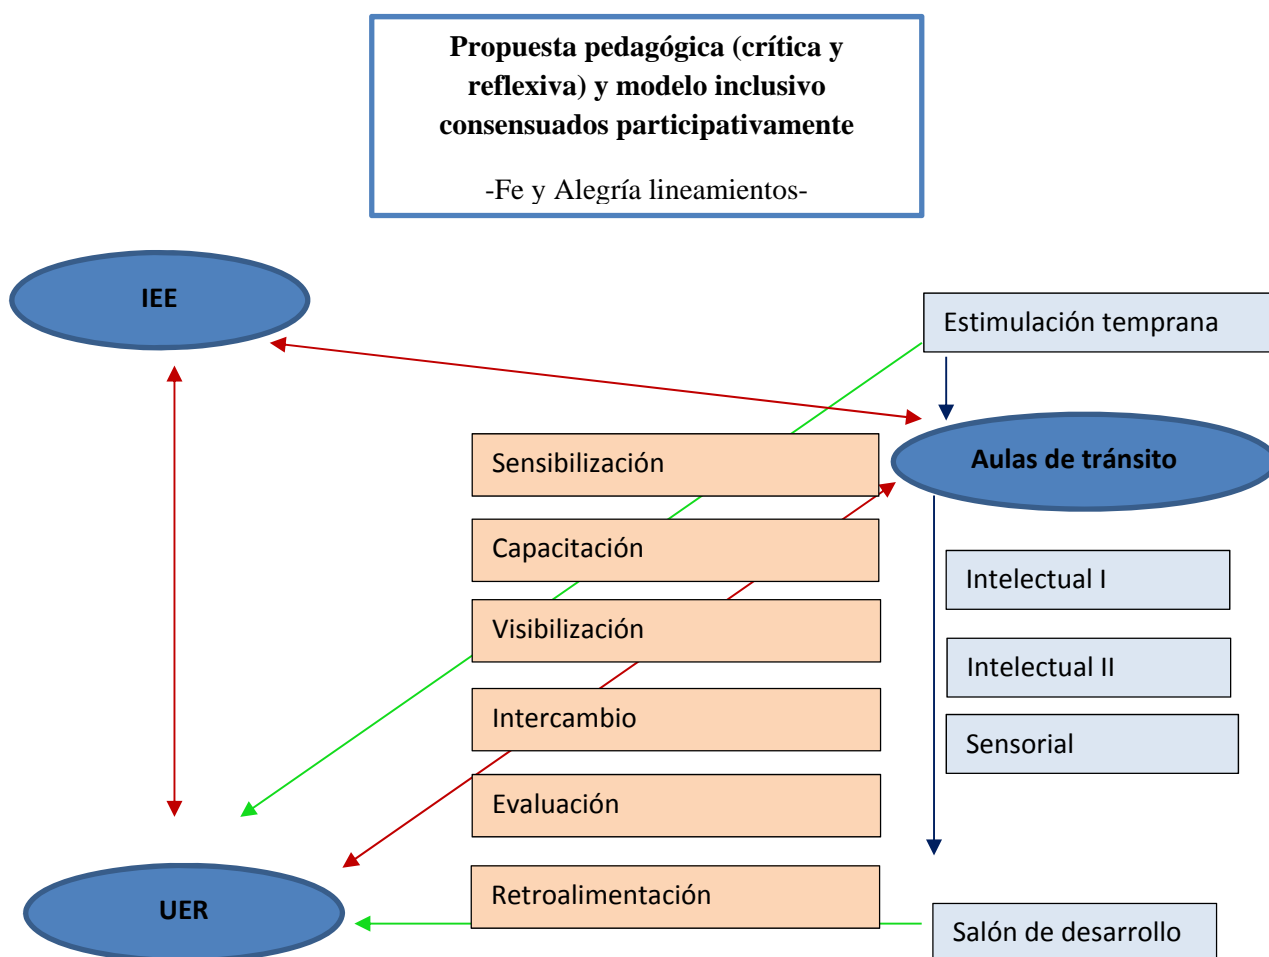 Propuesta pedagógica (crítica y
reflexiva) y modelo inclusivo
consensuados participativamente
-Fe y Alegría lineamientos-
IEE
Estimulación temprana
Aulas de tránsito
Sensibilización
Capacitación
Intelectual I
Visibilización
Intelectual II
Intercambio
Sensorial
Evaluación
Retroalimentación
UER
Salón de desarrollo